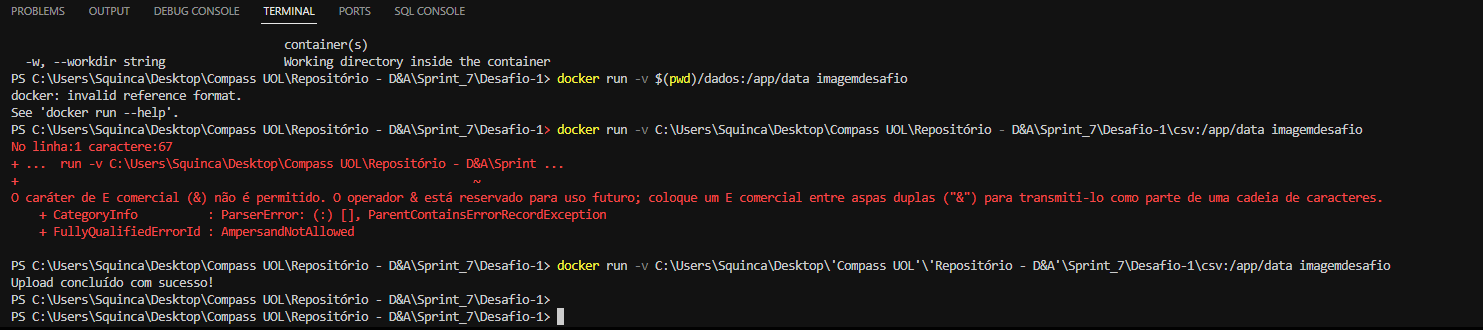 PROBLEMS OUTPUT DEBUG CONSOLE TERMINAL PORTS SQL CONSOLE
container(s)
-w, --workdir string Working directory inside the container
PS C:\Users\Squinca\Desktop\Compass UOL\Repositório - D&A\Sprint_7\Desafio-1> docker run -v $(pwd)/dados:/app/data imagemdesafio
docker: invalid reference format.
See 'docker run --help'.
PS C:\Users\Squinca\Desktop\Compass UOL\Repositório - D&A\Sprint_7\Desafio-1> docker run -v C:\Users\Squinca\Desktop\Compass UOL\Repositório - D&A\Sprint_7\Desafio-1\csv:/app/data imagemdesafio
No linha:1 caractere:67
+ ... run -v C:\Users\Squinca\Desktop\Compass UOL\Repositório - D&A\Sprint ...
+ ~
O caráter de E comercial (&) não é permitido. O operador & está reservado para uso futuro; coloque um E comercial entre aspas duplas ("&") para transmiti-lo como parte de uma cadeia de caracteres.
+ CategoryInfo : ParserError: (:) [], ParentContainsErrorRecordException
+ FullyQualifiedErrorId : AmpersandNotAllowed
PS C:\Users\Squinca\Desktop\Compass UOL\Repositório - D&A\Sprint_7\Desafio-1> docker run -v C:\Users\Squinca\Desktop\'Compass UOL'\'Repositório - D&A'\Sprint_7\Desafio-1\csv:/app/data imagemdesafio
Upload concluído com sucesso!
PS C:\Users\Squinca\Desktop\Compass UOL\Repositório - D&A\Sprint_7\Desafio-1>
PS C:\Users\Squinca\Desktop\Compass UOL\Repositório - D&A\Sprint_7\Desafio-1>